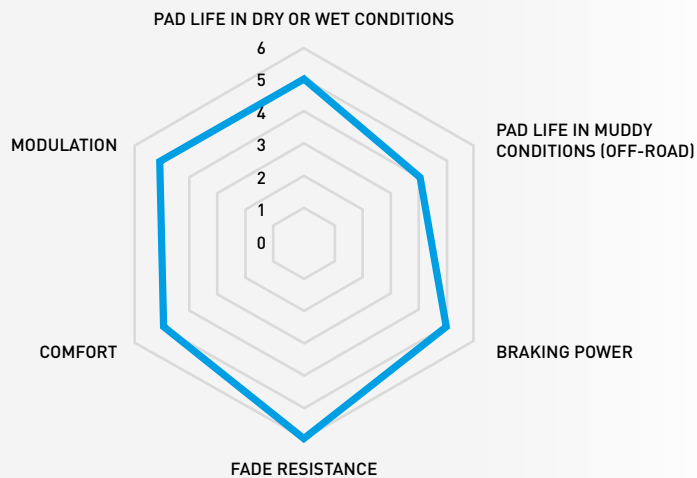 PAD LIFE IN DRY OR WET CONDITIONS
6
5
4
3
2
1
0
MODULATION
PAD LIFE IN MUDDY
CONDITIONS (OFF-ROAD)
COMFORT
BRAKING POWER
FADE RESISTANCE